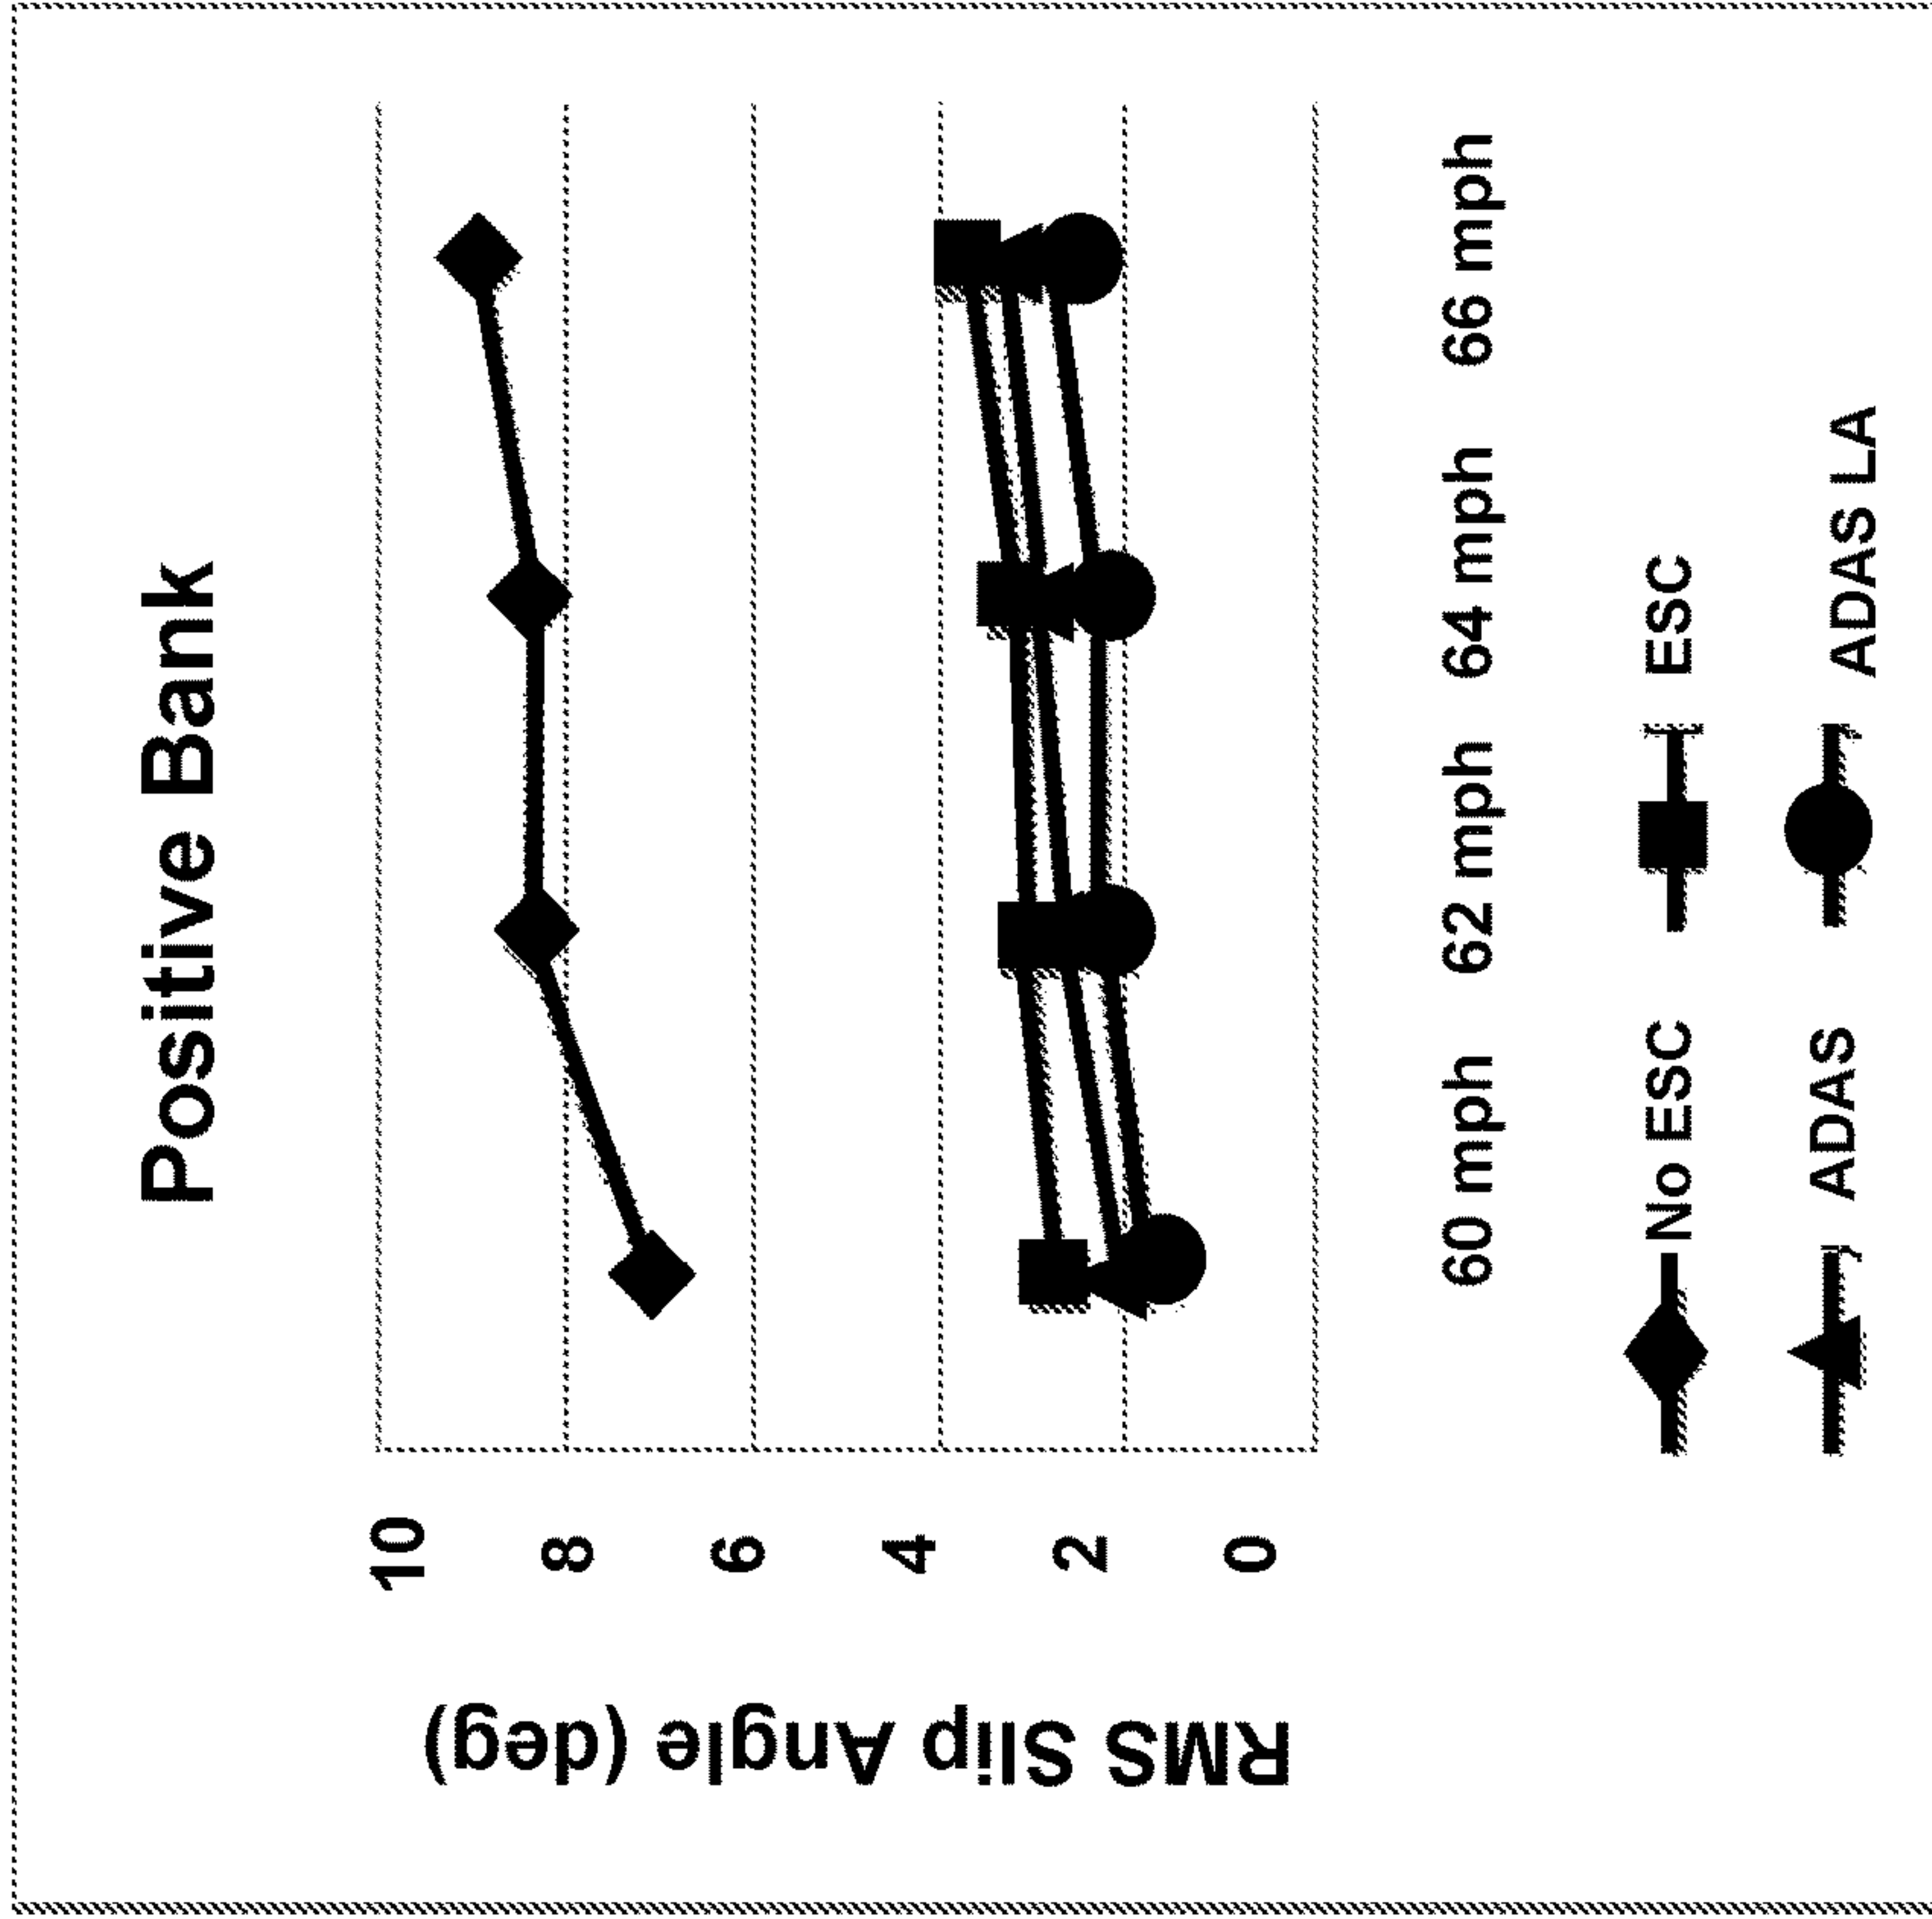 Positive Bank
RMS Slip Angle (deg)
10
8
6
4
2
0
60 mph 62 mph 64 mph 66 mph
No ESC ESC
ADAS ADAS LA